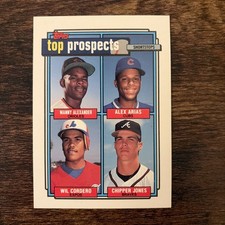 Topps
top prospects
SHORTSTOPS
MANNY ALEXANDER
ALEX ARIAS
WIL CORDERO
CHIPPER JONES